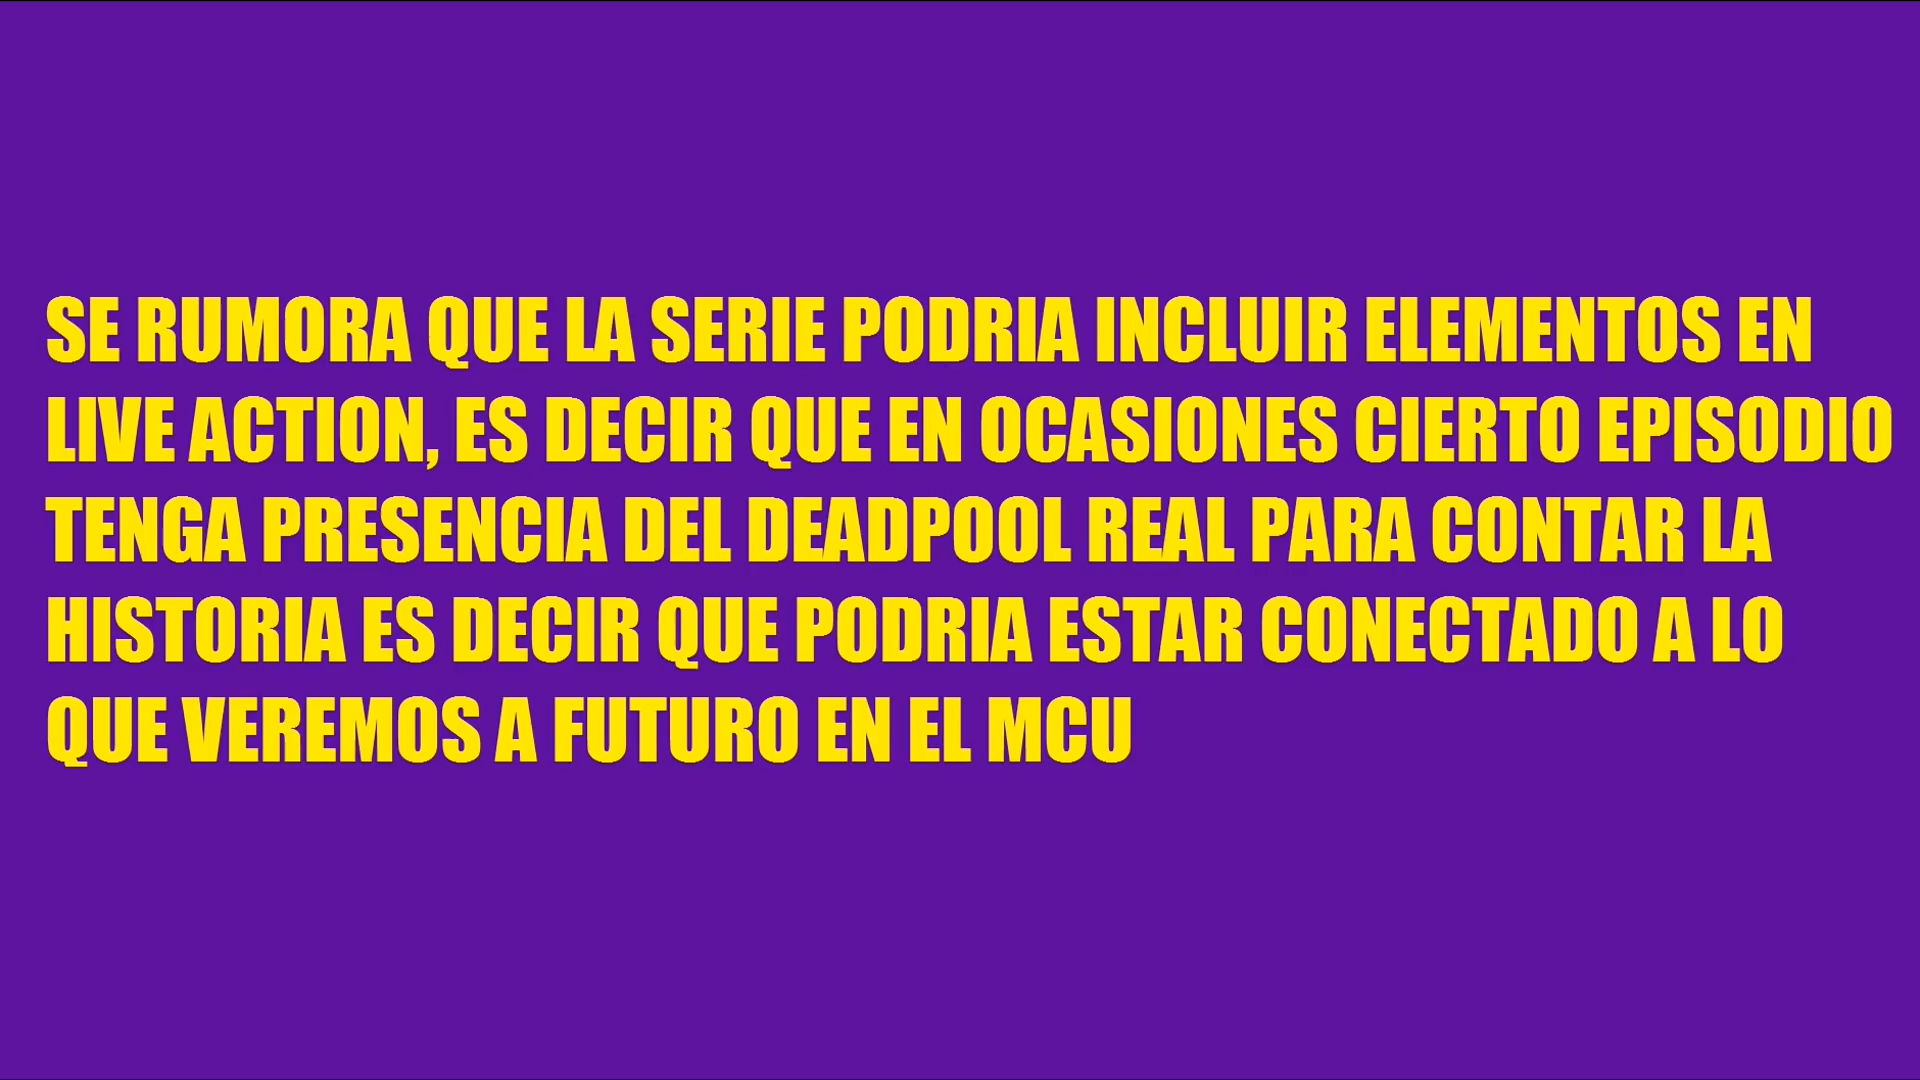 SE RUMORA QUE LA SERIE PODRIA INCLUIR ELEMENTOS EN
LIVE ACTION, ES DECIR QUE EN OCASIONES CIERTO EPISODIO
TENGA PRESENCIA DEL DEADPOOL REAL PARA CONTAR LA
HISTORIA ES DECIR QUE PODRIA ESTAR CONECTADO A LO
QUE VEREMOS A FUTURO EN EL MCU